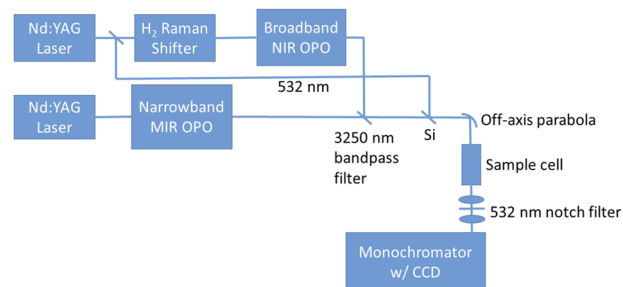 Nd:YAG
Laser
H₂ Raman
Shifter
Broadband
NIR OPO
532 nm
Nd:YAG
Laser
Narrowband
MIR OPO
3250 nm
bandpass
filter
Si
Off-axis parabola
Sample cell
532 nm notch filter
Monochromator
w/ CCD